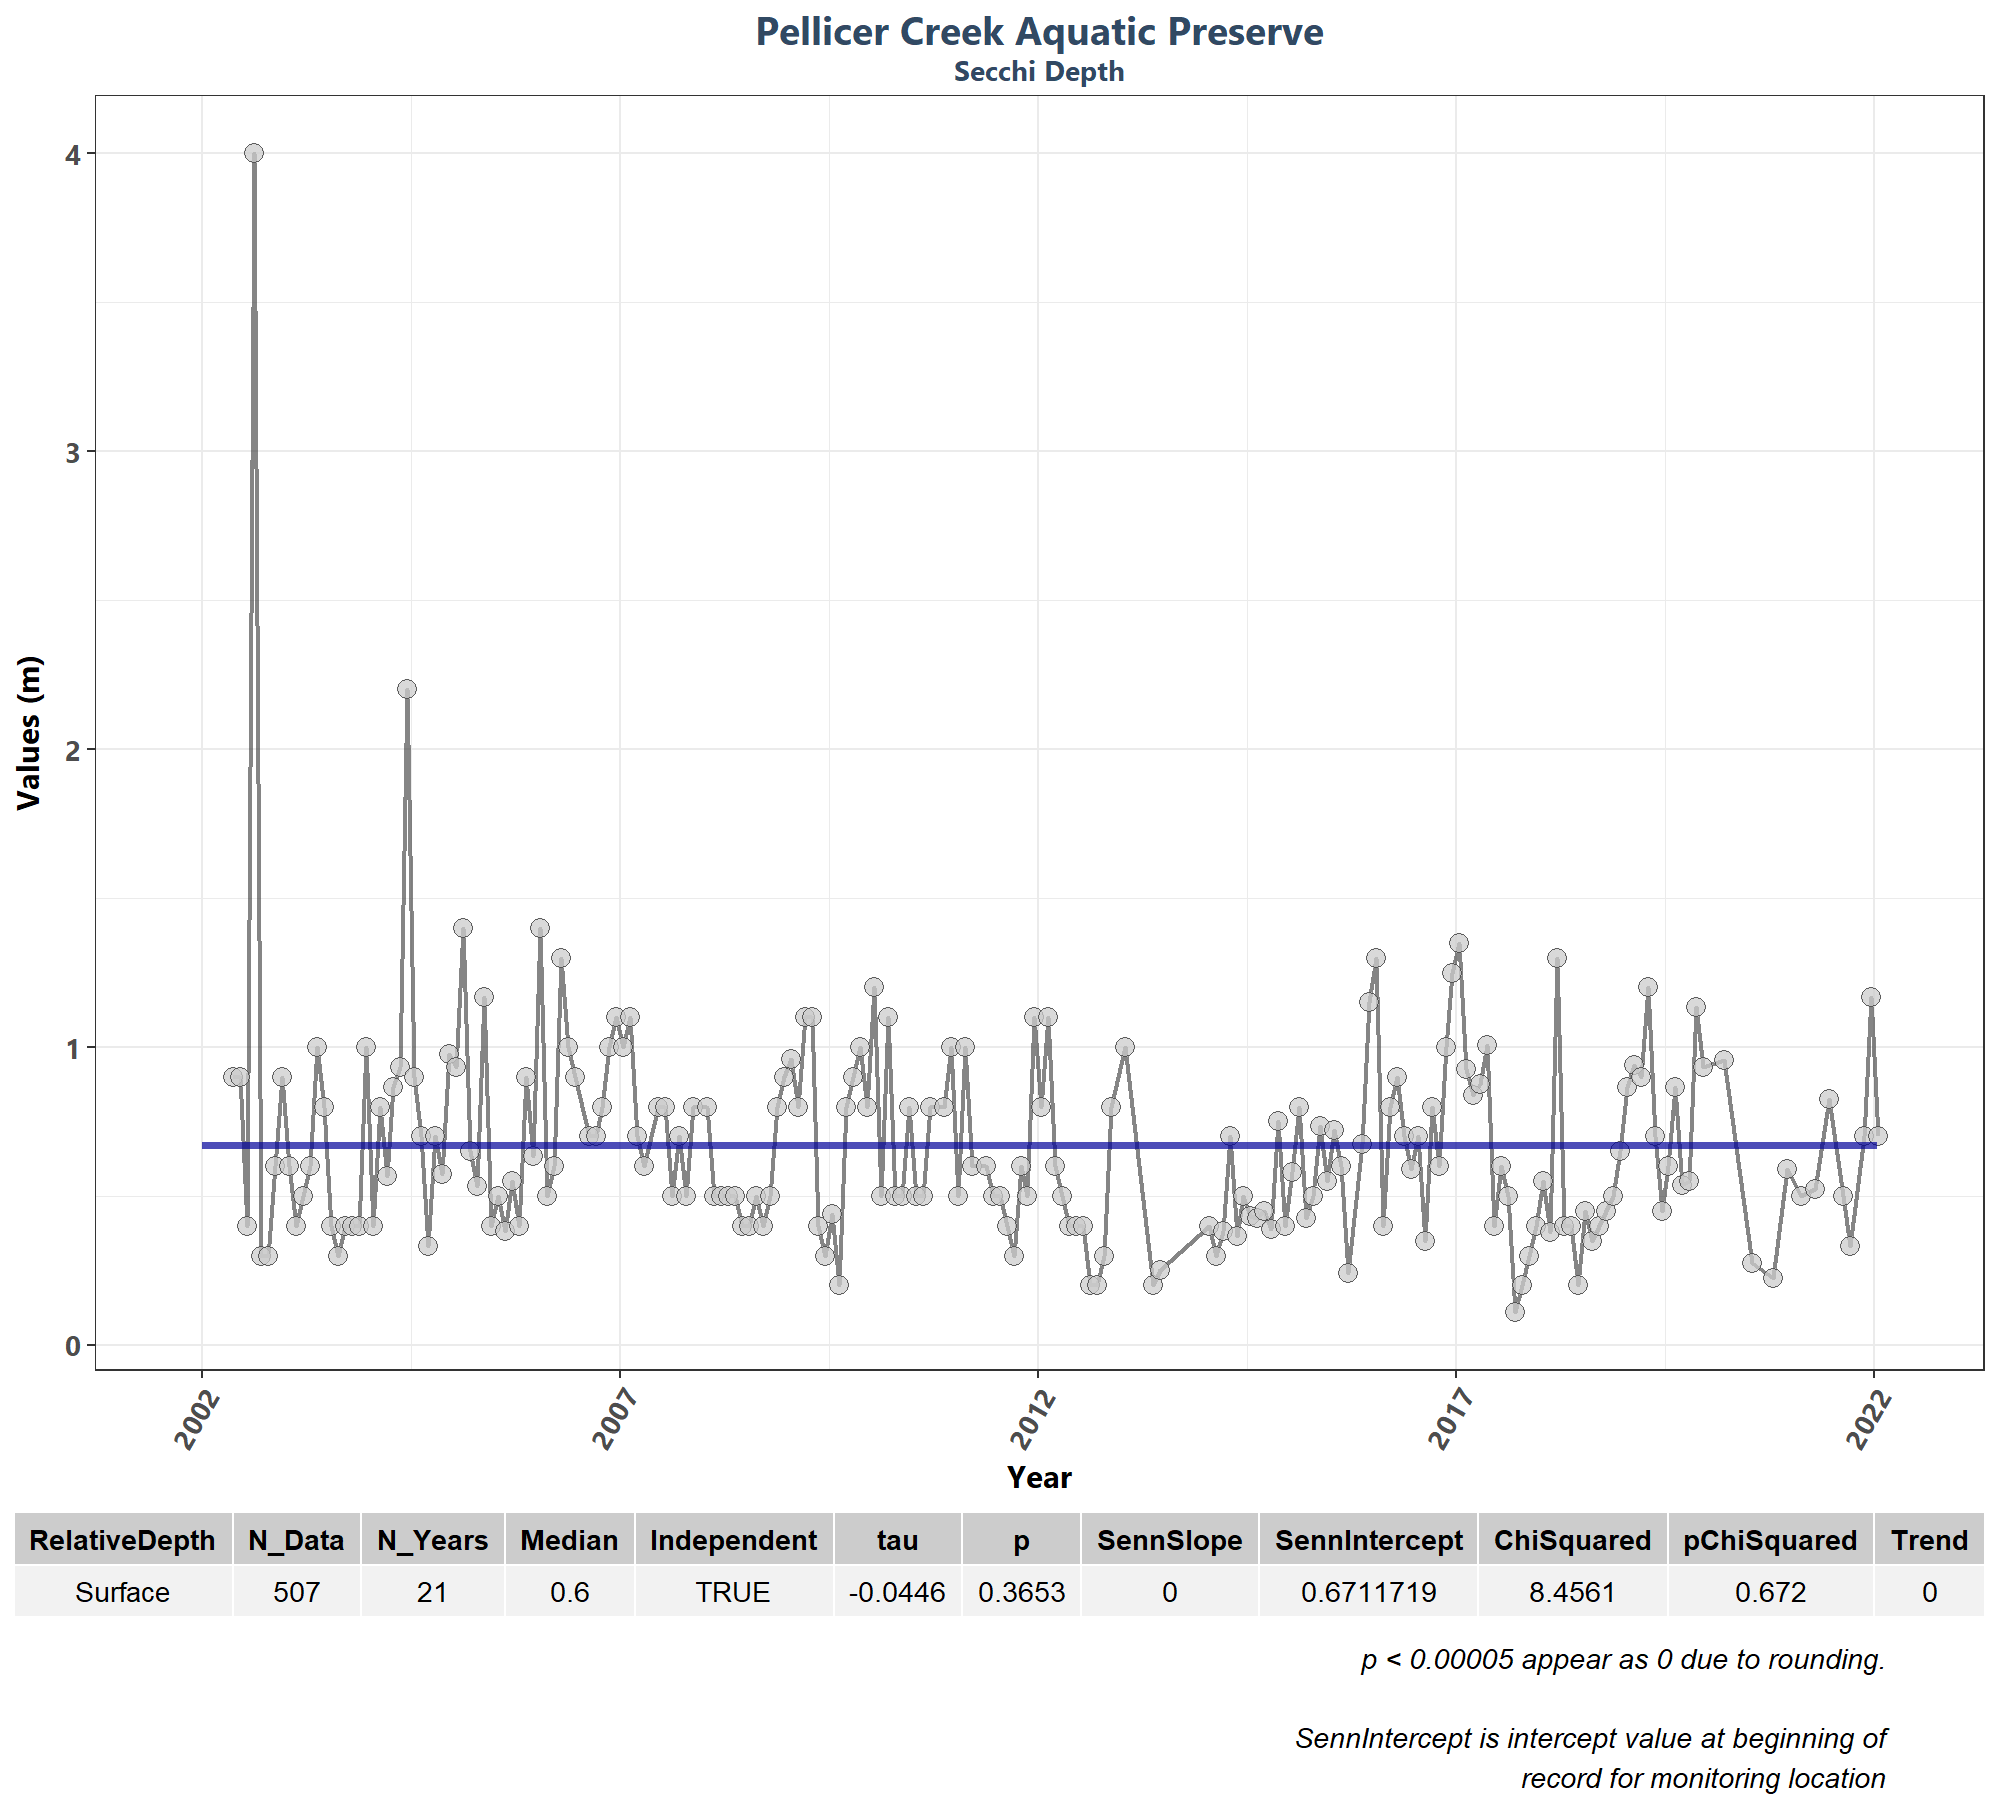 Pellicer Creek Aquatic Preserve
Secchi Depth
Values (m)
4
3
2
1
0
2002 2007 2012 2017 2022
Year
RelativeDepth N_Data N_Years Median Independent tau p SennSlope SennIntercept ChiSquared pChiSquared Trend
Surface 507 21 0.6 TRUE -0.0446 0.3653 0 0.6711719 8.4561 0.672 0
p < 0.00005 appear as 0 due to rounding.
SennIntercept is intercept value at beginning of
record for monitoring location